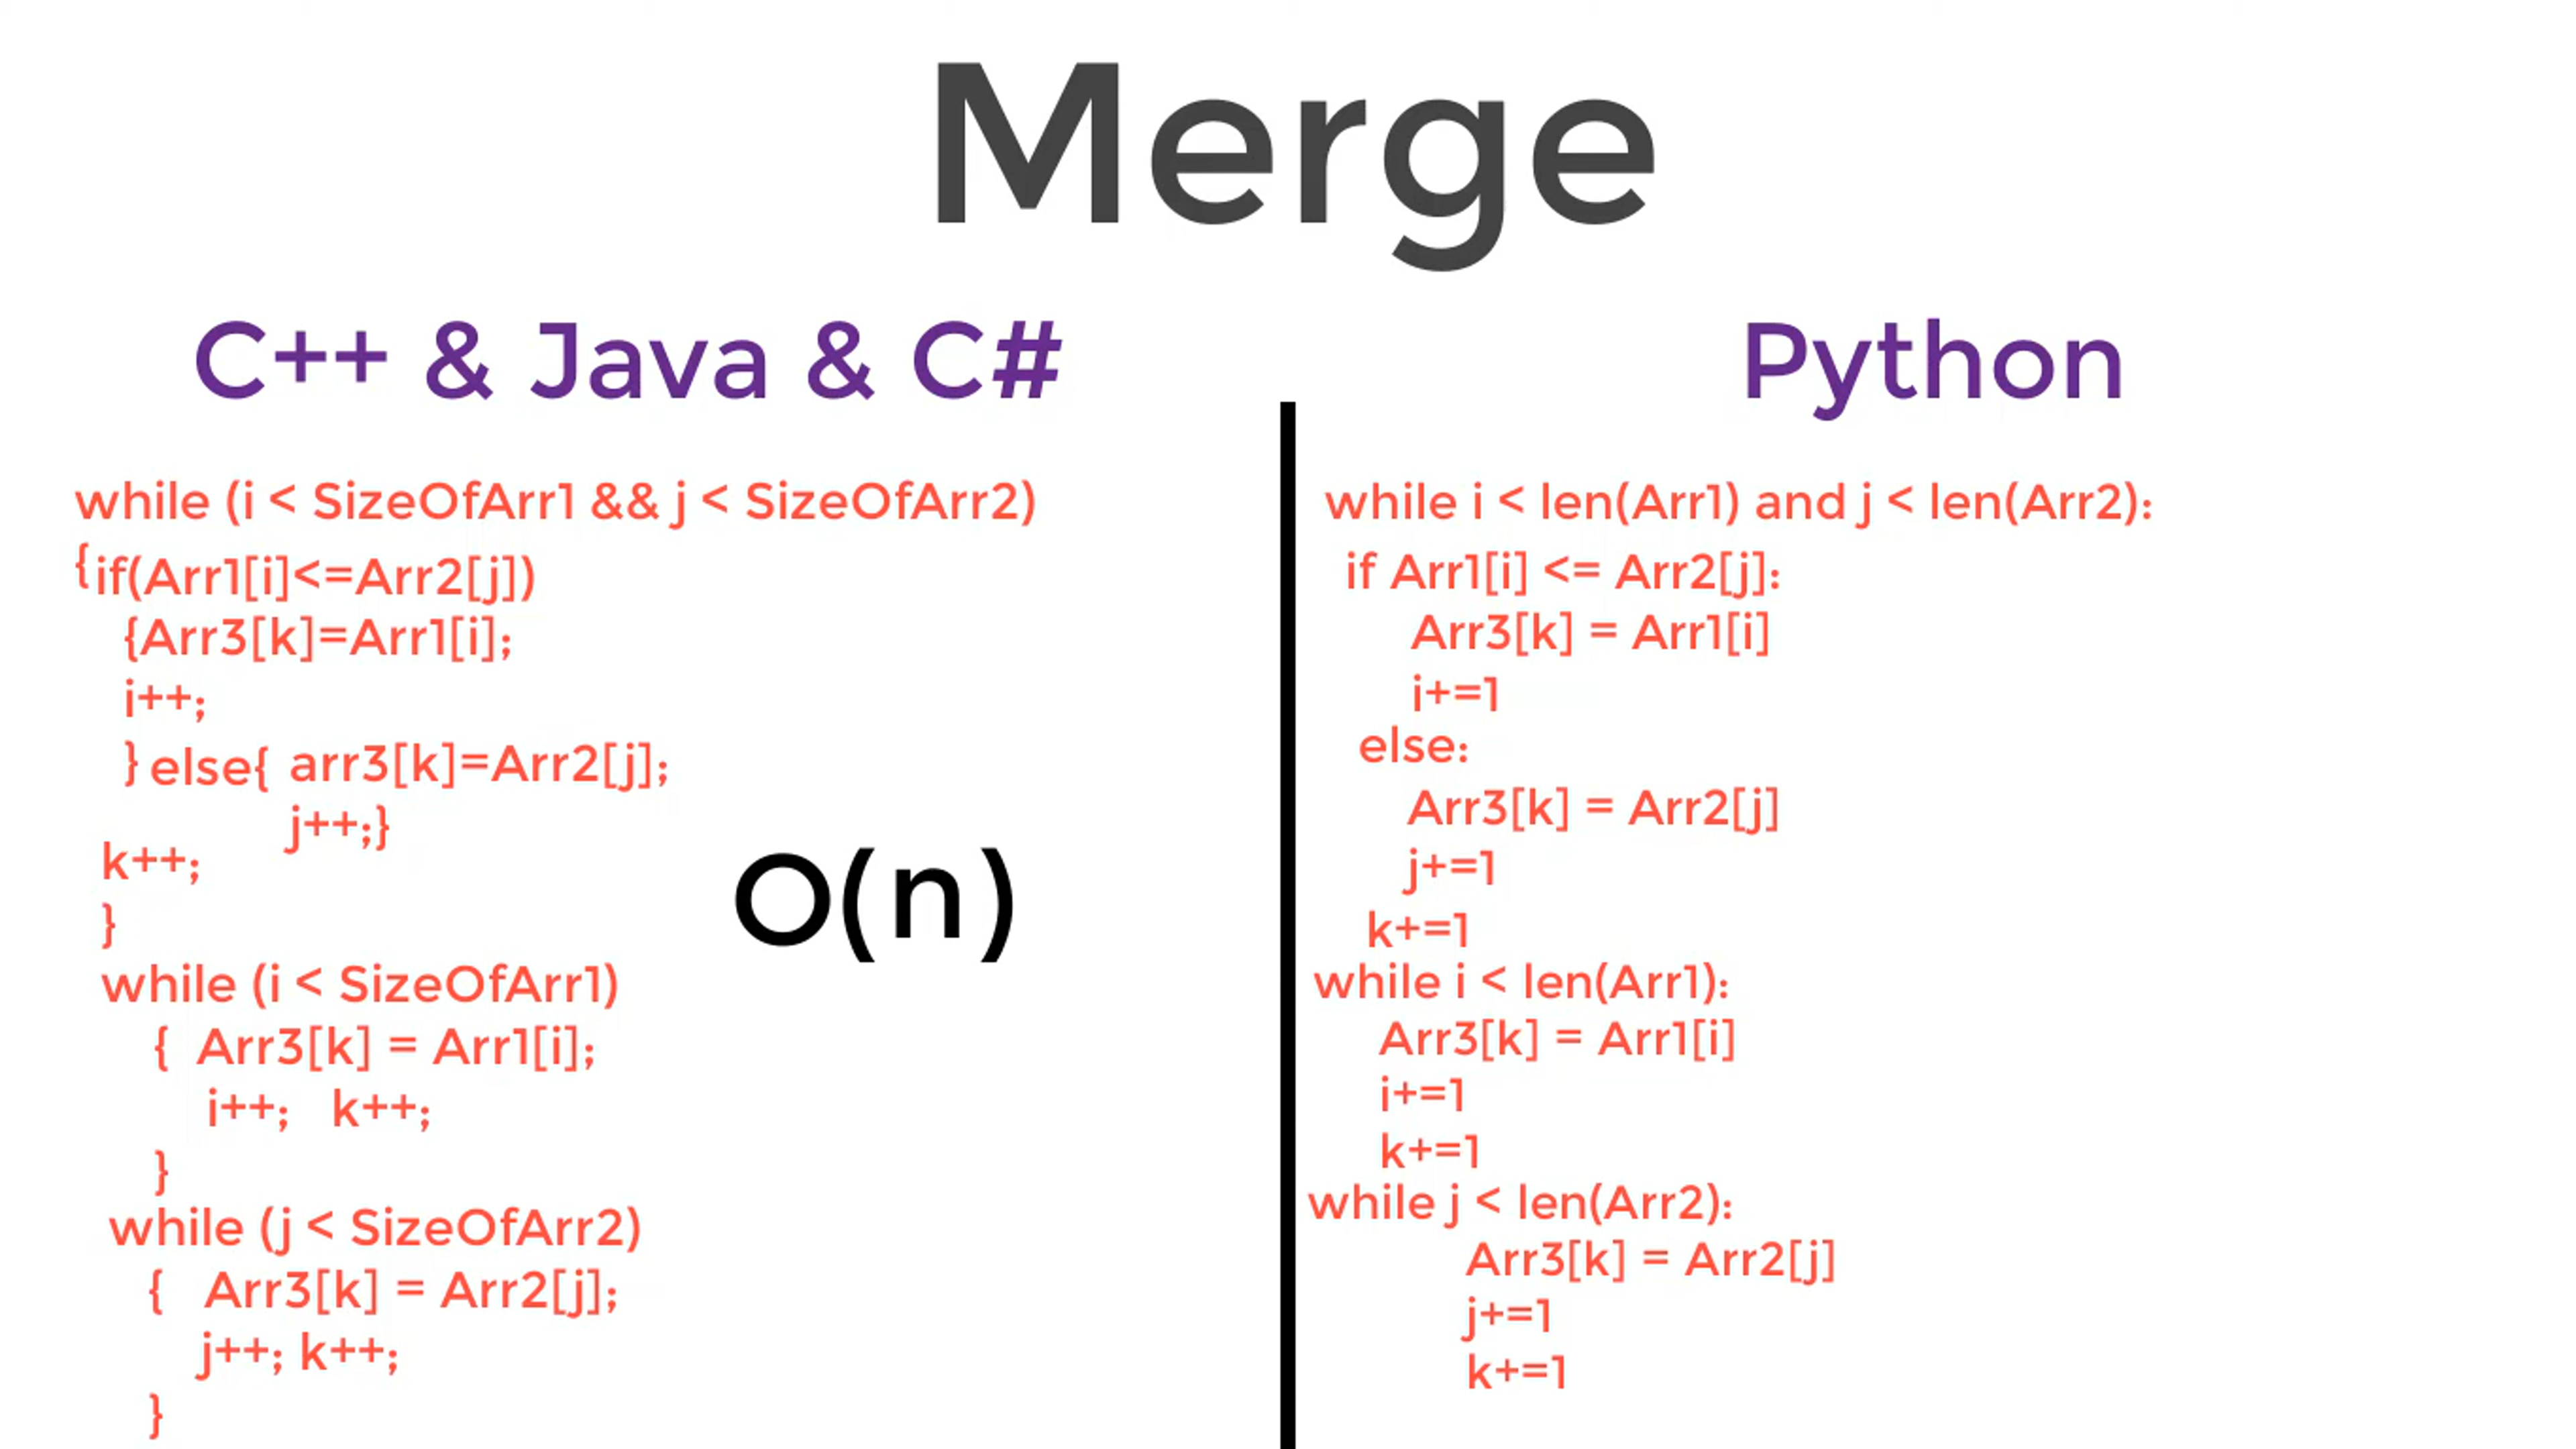 Merge
C++ & Java & C#
while (i < SizeOfArr1 && j < SizeOfArr2)
{if(Arr1[i]<=Arr2[j])
{Arr3[k]=Arr1[i];
i++;
} else{ arr3[k]=Arr2[j];
j++;}
k++;
}
while (i < SizeOfArr1)
{ Arr3[k] = Arr1[i];
i++; k++;
}
while (j < SizeOfArr2)
{ Arr3[k] = Arr2[j];
j++; k++;
}
O(n)
Python
while i < len(Arr1) and j < len(Arr2):
if Arr1[i] <= Arr2[j]:
Arr3[k] = Arr1[i]
i+=1
else:
Arr3[k] = Arr2[j]
j+=1
k+=1
while i < len(Arr1):
Arr3[k] = Arr1[i]
i+=1
k+=1
while j < len(Arr2):
Arr3[k] = Arr2[j]
j+=1
k+=1